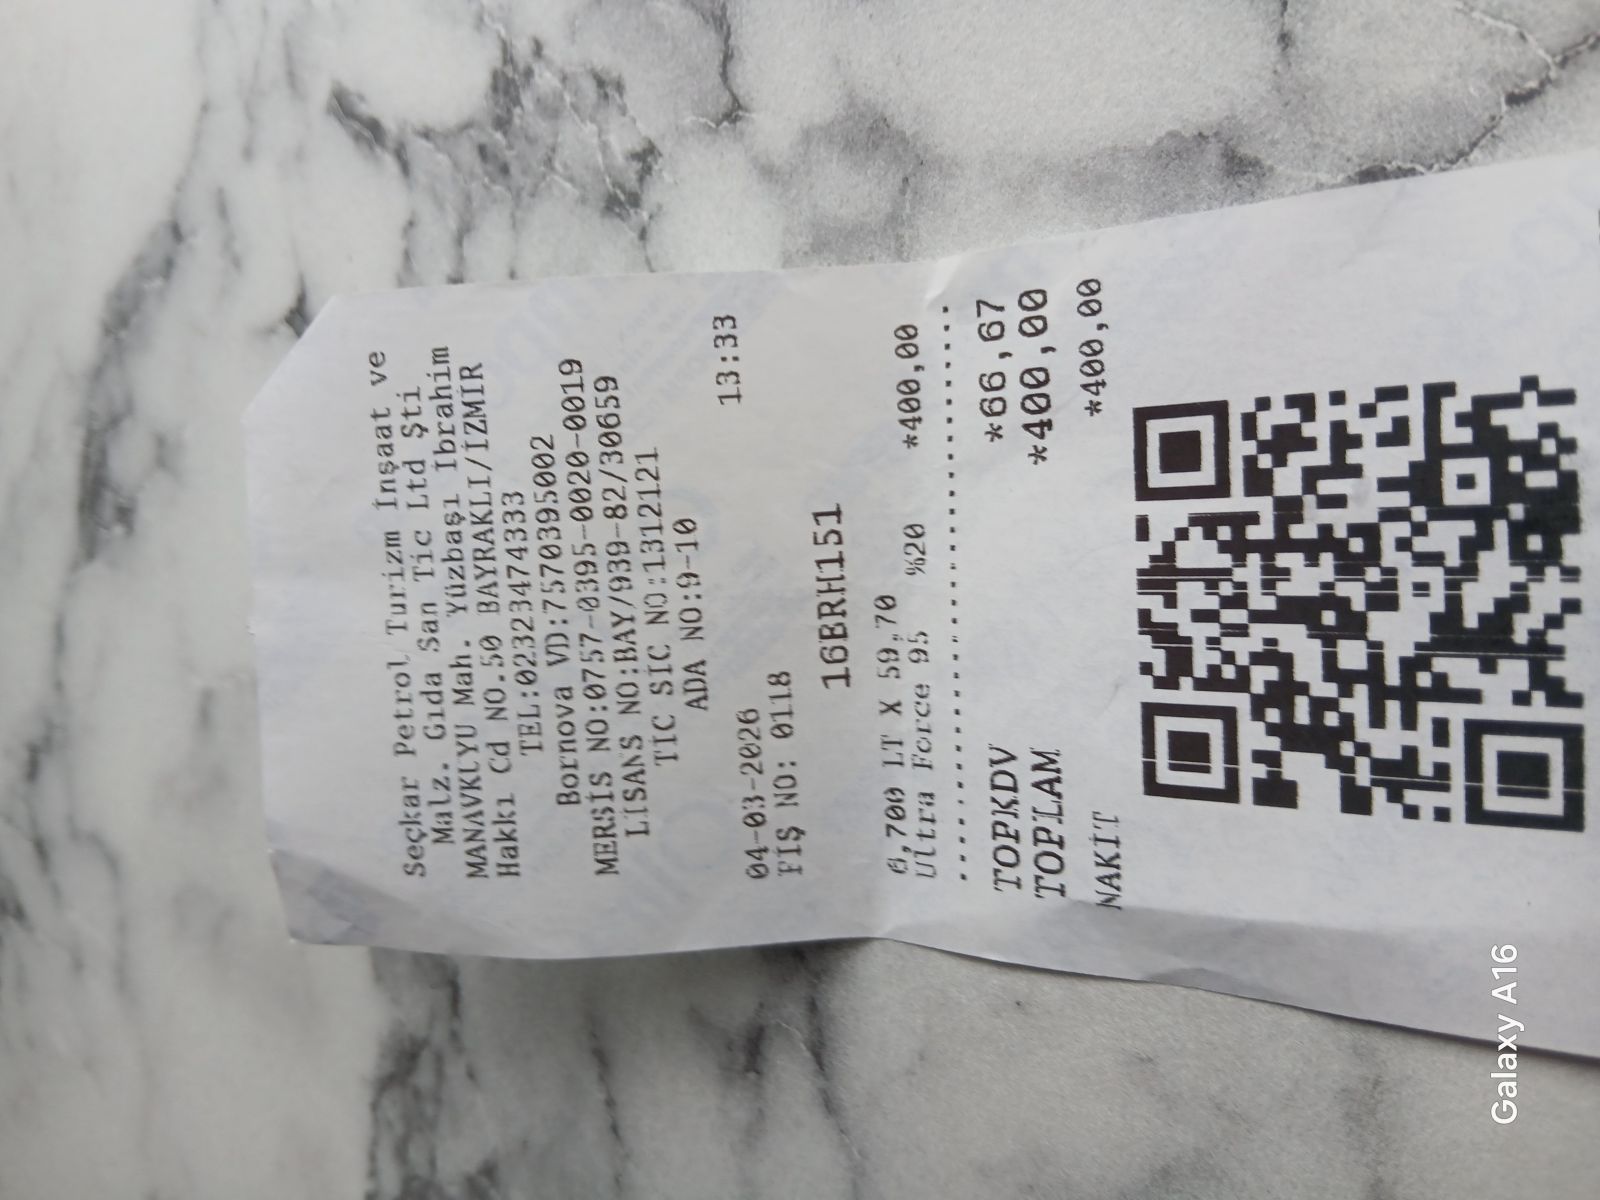 Seçkar Petrol Turizm İnşaat ve
Malz. Gıda San Tic Ltd Şti
MANAVKUYU Mah. Yüzbaşı İbrahim
Hakkı Cd NO.50 BAYRAKLI/İZMİR
TEL:02323474333
Bornova VD:7570395002
MERSİS NO:0757-0395-0020-0019
LİSANS NO:BAY/939-82/30659
TİC SİC NO:13121211
ADA NO:9-10
04-03-2026 13:33
FİŞ NO: 0118
16BRH151
6,700 LT X 59,70
Ultra Force 95 %20 *400,00
TOPKDV *66,67
TOPLAM *400,00
NAKİT *400,00
Galaxy A16